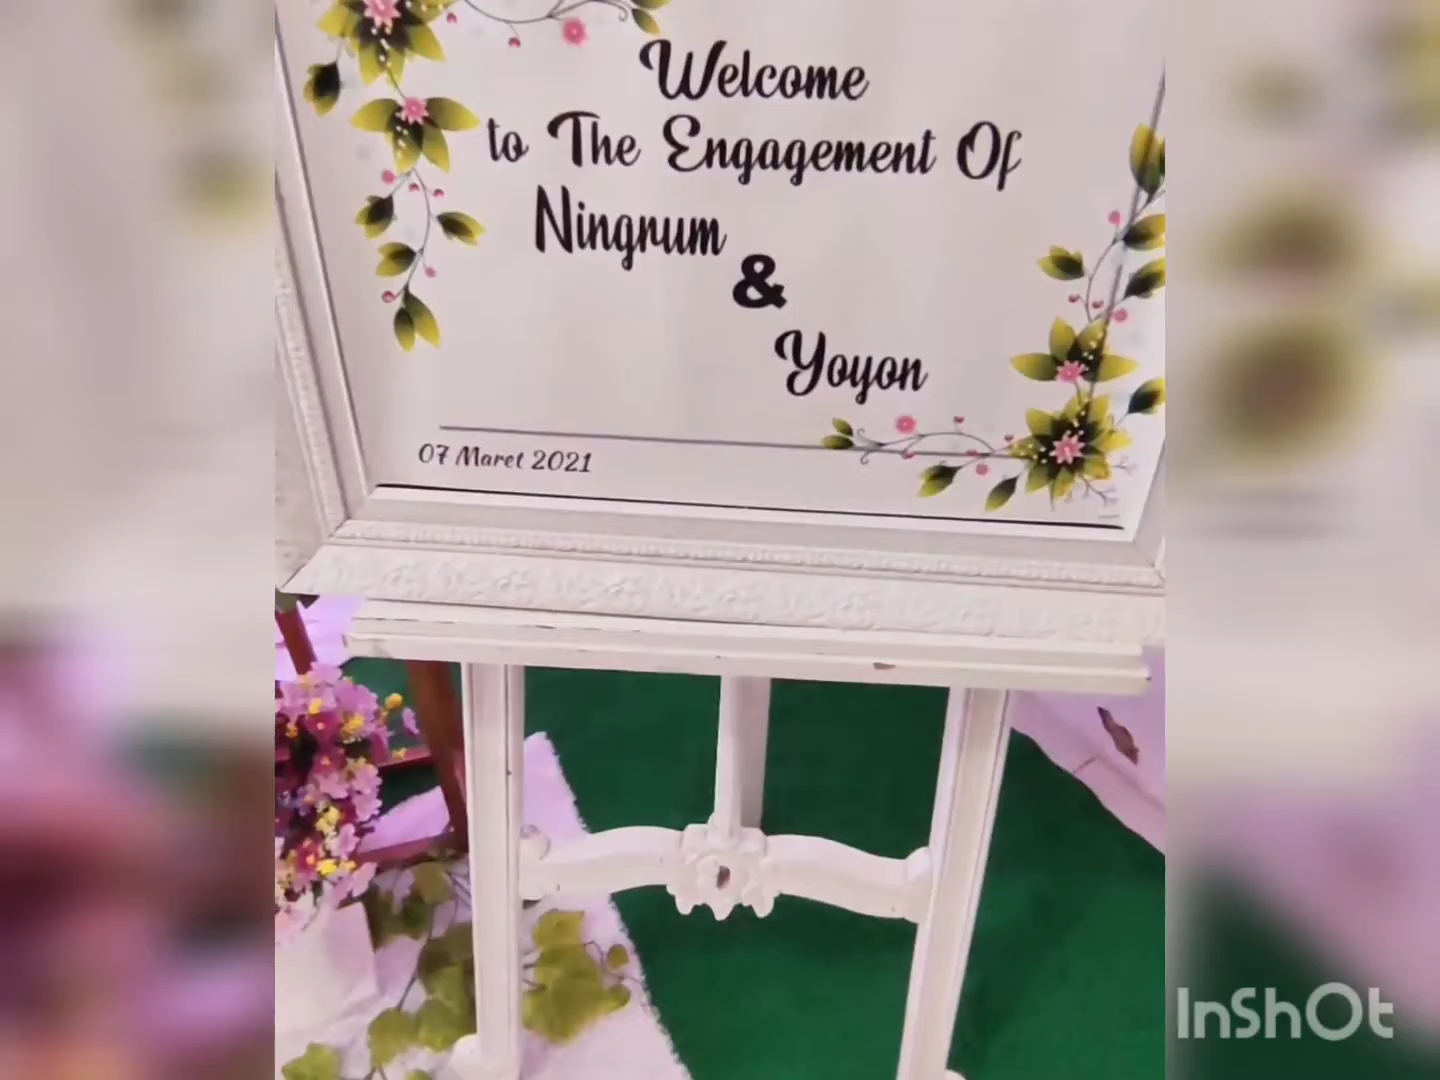 Welcome
to The Engagement Of
Ningrum
&
Yoyon
07 Maret 2021
InShOt